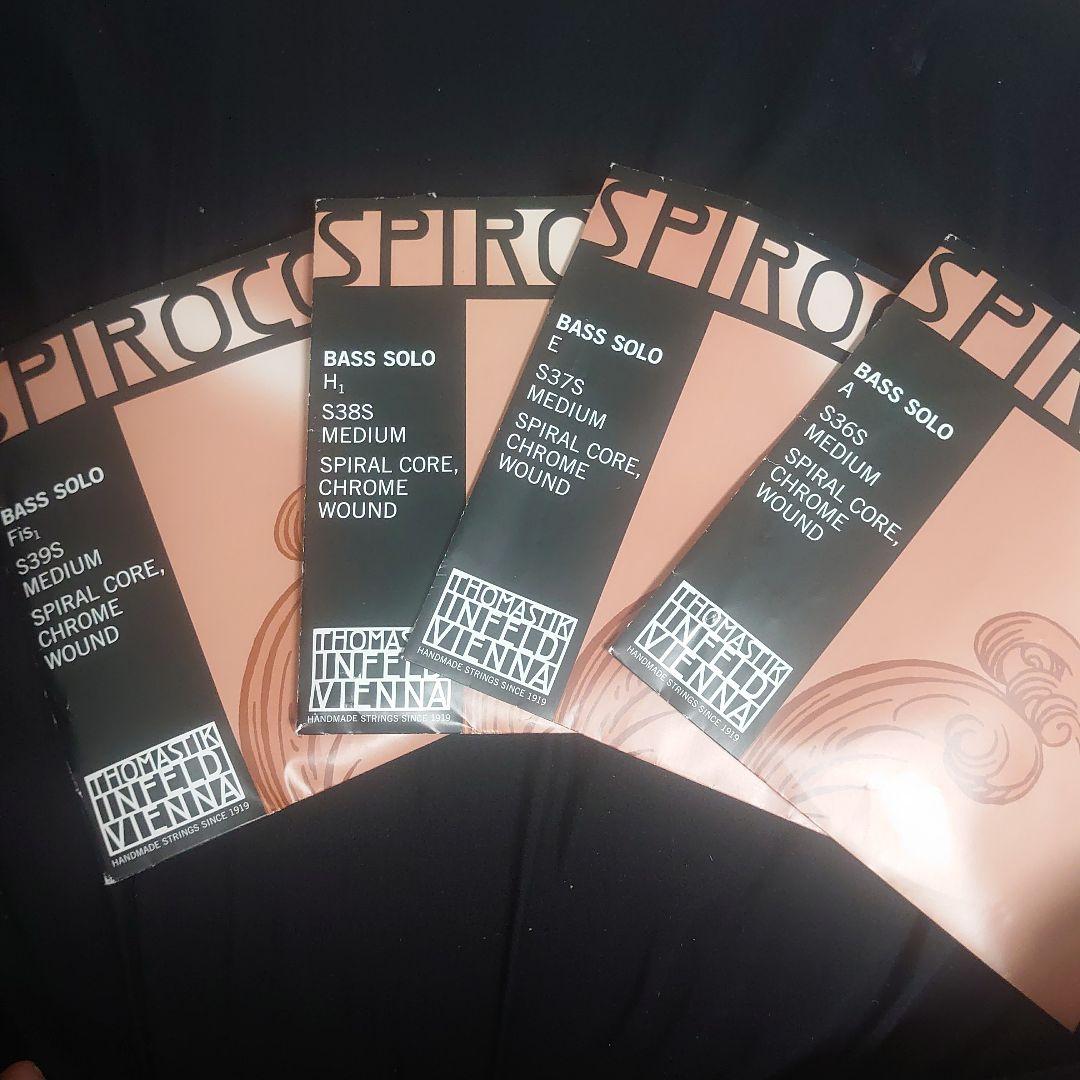 SPIROCO
BASS SOLO
Fis₁
S39S
MEDIUM
SPIRAL CORE,
CHROME
WOUND
THOMASTIK
INFELD
VIENNA
HANDMADE STRINGS SINCE 1919
SPIRO
BASS SOLO
H₁
S38S
MEDIUM
SPIRAL CORE,
CHROME
WOUND
THOMAS
INFELD
VIENNA
HANDMADE STRINGS SINCE 1919
SPIROC
BASS SOLO
E
S37S
MEDIUM
SPIRAL CORE,
CHROME
WOUND
THOMASTIK
INFELD
VIENNA
HANDMADE STRINGS SINCE 1919
SPIR
BASS SOLO
A
S36S
MEDIUM
SPIRAL CORE,
CHROME
WOUND
THOMASTIK
INFELD
VIENNA
HANDMADE STRINGS SINCE 1919